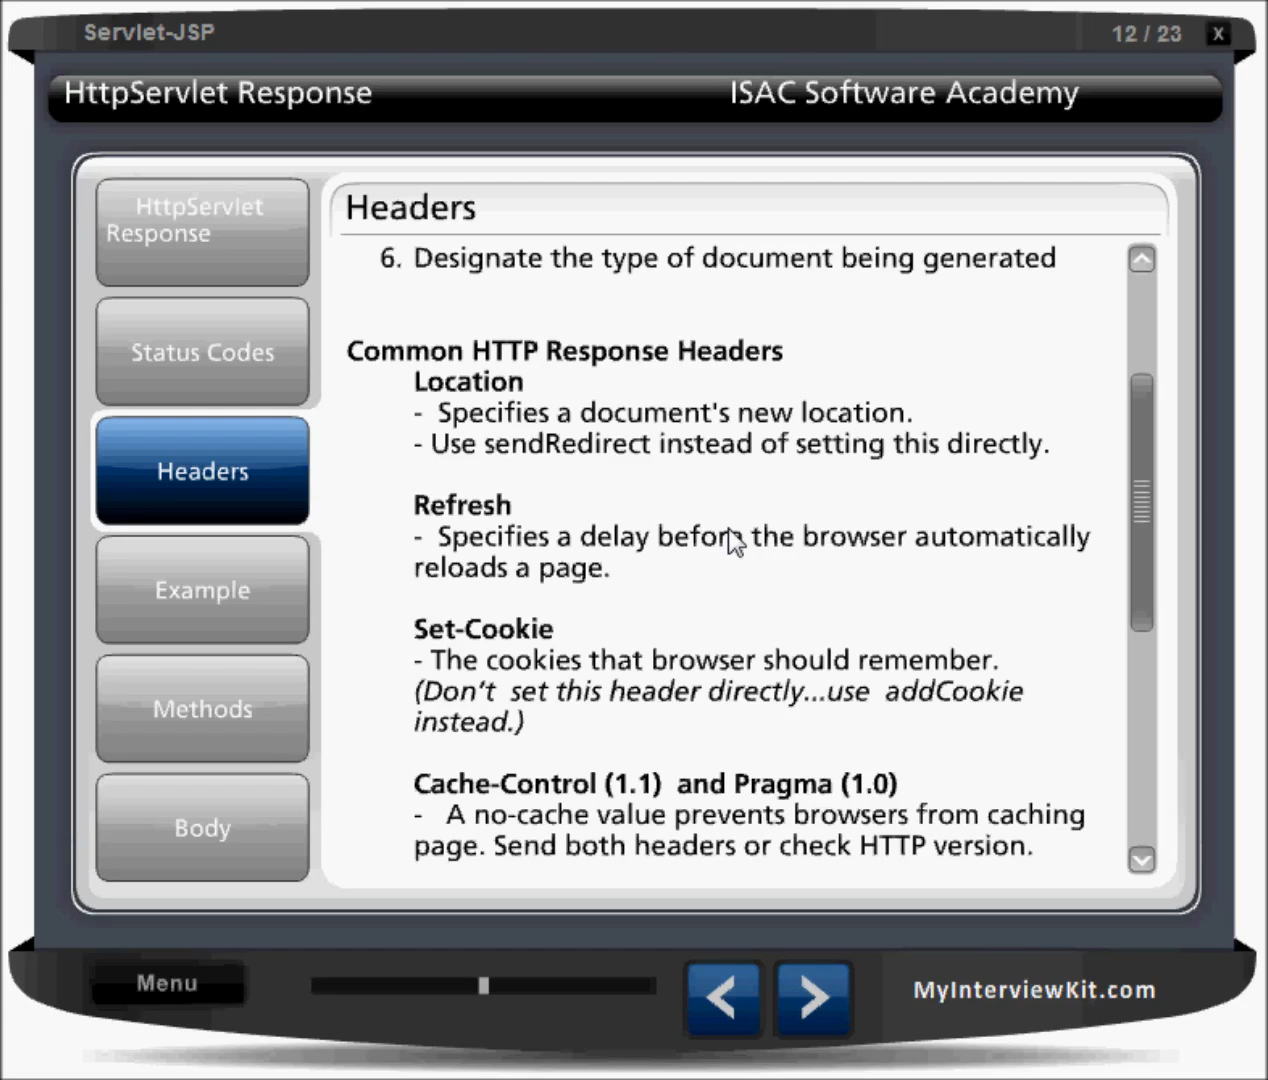 Servlet-JSP
12 / 23
X
HttpServlet Response
ISAC Software Academy
HttpServlet
Response
Status Codes
Headers
Example
Methods
Body
Headers
6. Designate the type of document being generated
Common HTTP Response Headers
Location
- Specifies a document's new location.
- Use sendRedirect instead of setting this directly.
Refresh
- Specifies a delay before the browser automatically
reloads a page.
Set-Cookie
- The cookies that browser should remember.
(Don't set this header directly...use addCookie
instead.)
Cache-Control (1.1) and Pragma (1.0)
- A no-cache value prevents browsers from caching
page. Send both headers or check HTTP version.
Menu
MyInterviewKit.com